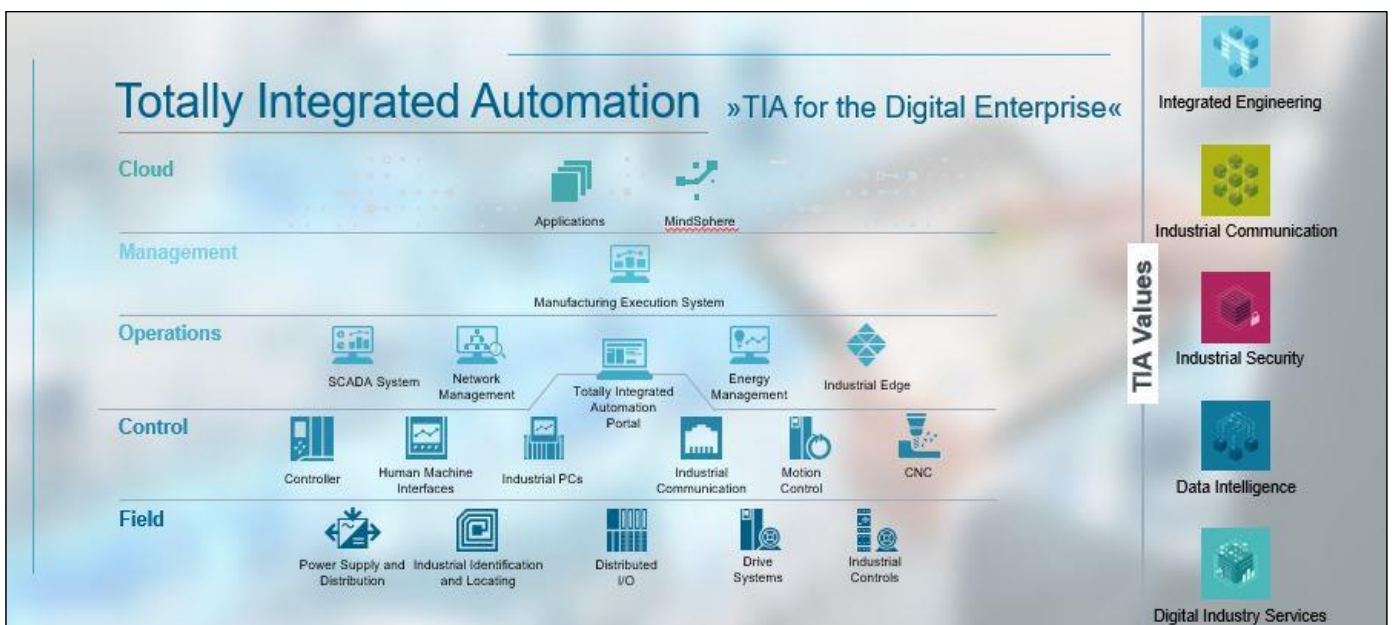 Totally Integrated Automation »TIA for the Digital Enterprise«
Cloud
Applications
MindSphere
Management
Manufacturing Execution System
Operations
SCADA System
Network
Management
Totally Integrated
Automation
Portal
Energy
Management
Industrial Edge
Control
Controller
Human Machine
Interfaces
Industrial PCs
Industrial
Communication
Motion
Control
CNC
Field
Power Supply and
Distribution
Industrial Identification
and Locating
Distributed
I/O
Drive
Systems
Industrial
Controls
TIA Values
Integrated Engineering
Industrial Communication
Industrial Security
Data Intelligence
Digital Industry Services